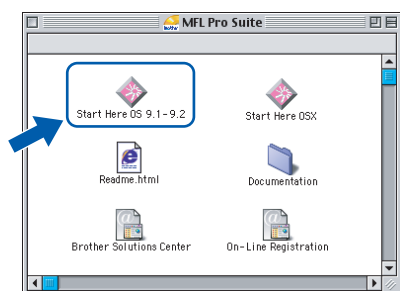 MFL Pro Suite
Start Here OS 9.1-9.2
Start Here OSX
Readme.html
Documentation
Brother Solutions Center
On-Line Registration